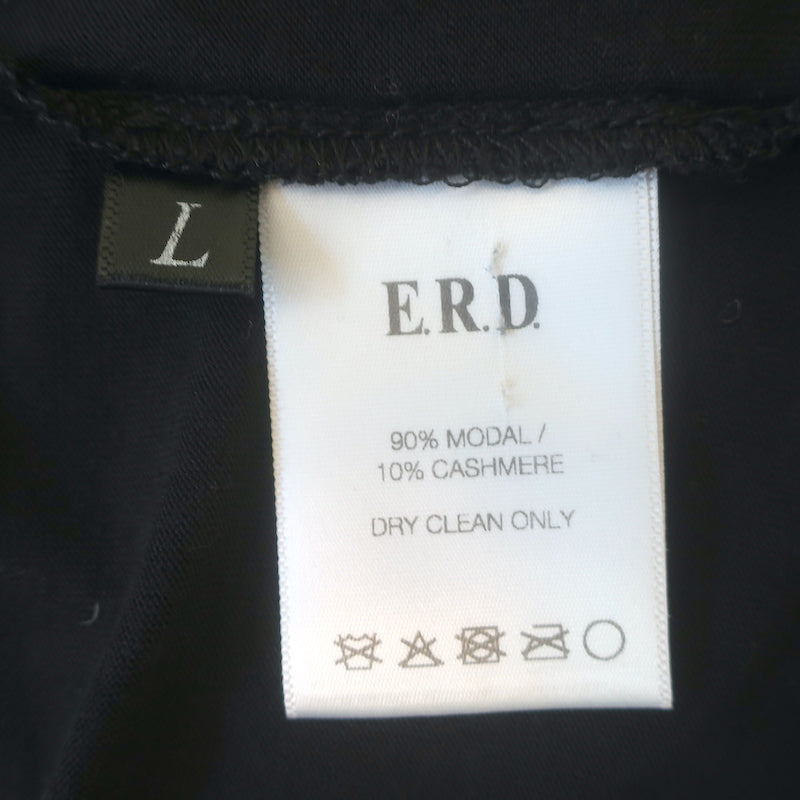 L
E.R.D.
90% MODAL /
10% CASHMERE
DRY CLEAN ONLY